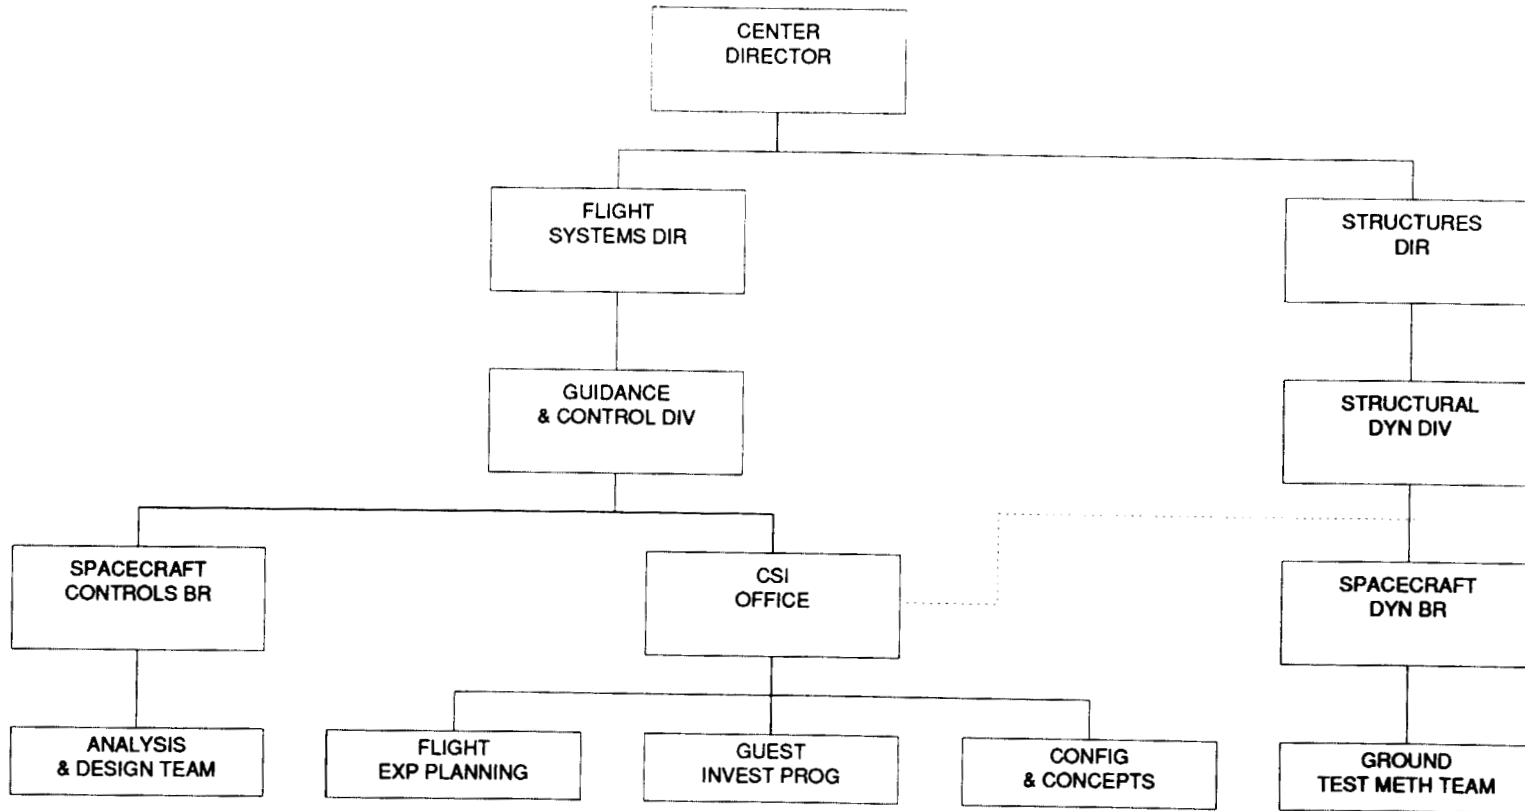 CENTER
DIRECTOR
FLIGHT
SYSTEMS DIR
STRUCTURES
DIR
GUIDANCE
& CONTROL DIV
STRUCTURAL
DYN DIV
SPACECRAFT
CONTROLS BR
CSI
OFFICE
SPACECRAFT
DYN BR
ANALYSIS
& DESIGN TEAM
FLIGHT
EXP PLANNING
GUEST
INVEST PROG
CONFIG
& CONCEPTS
GROUND
TEST METH TEAM